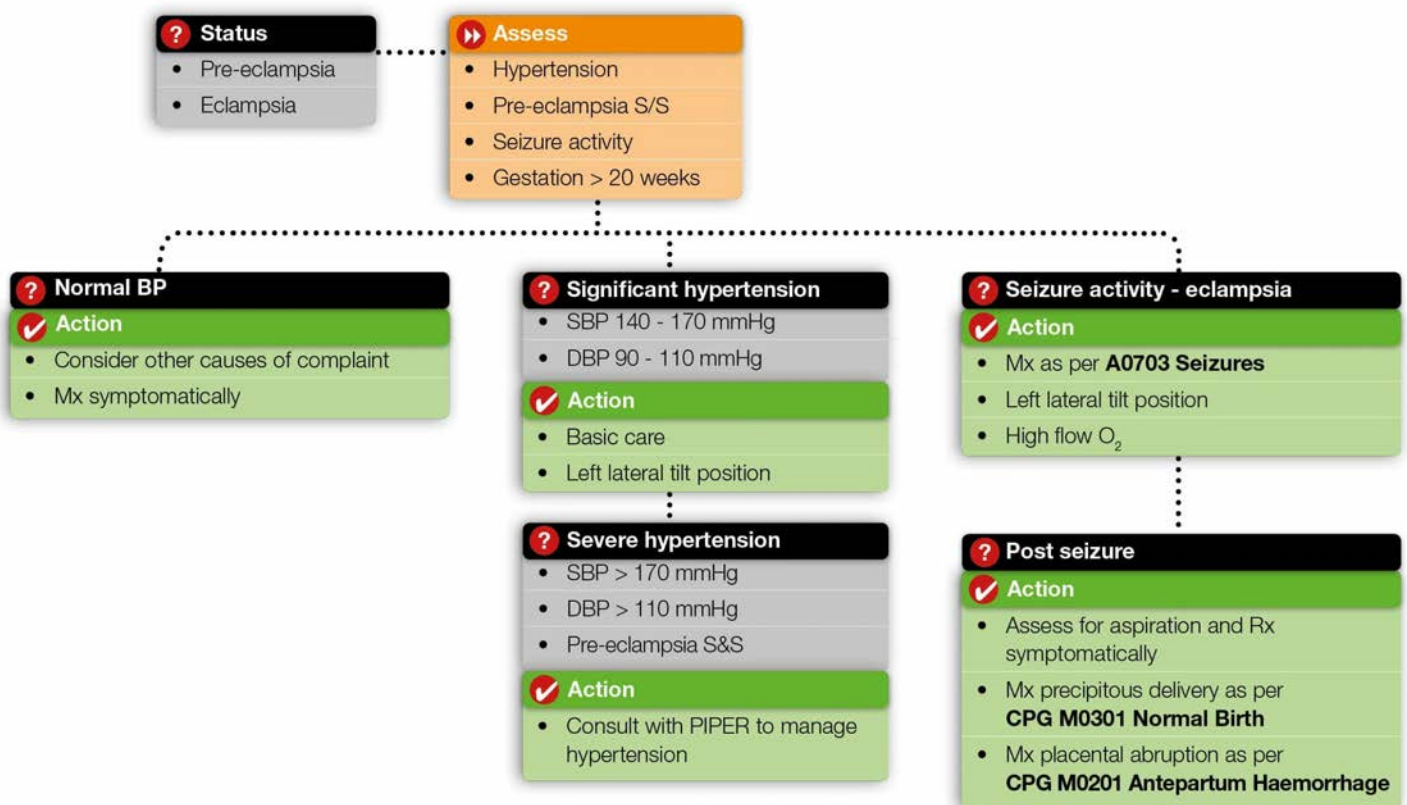 Status
• Pre-eclampsia
• Eclampsia
Assess
• Hypertension
• Pre-eclampsia S/S
• Seizure activity
• Gestation > 20 weeks
Normal BP
Action
• Consider other causes of complaint
• Mx symptomatically
Significant hypertension
• SBP 140 - 170 mmHg
• DBP 90 - 110 mmHg
Action
• Basic care
• Left lateral tilt position
Severe hypertension
• SBP > 170 mmHg
• DBP > 110 mmHg
• Pre-eclampsia S&S
Action
• Consult with PIPER to manage
hypertension
Seizure activity - eclampsia
Action
• Mx as per A0703 Seizures
• Left lateral tilt position
• High flow O₂
Post seizure
Action
• Assess for aspiration and Rx
symptomatically
• Mx precipitous delivery as per
CPG M0301 Normal Birth
• Mx placental abruption as per
CPG M0201 Antepartum Haemorrhage